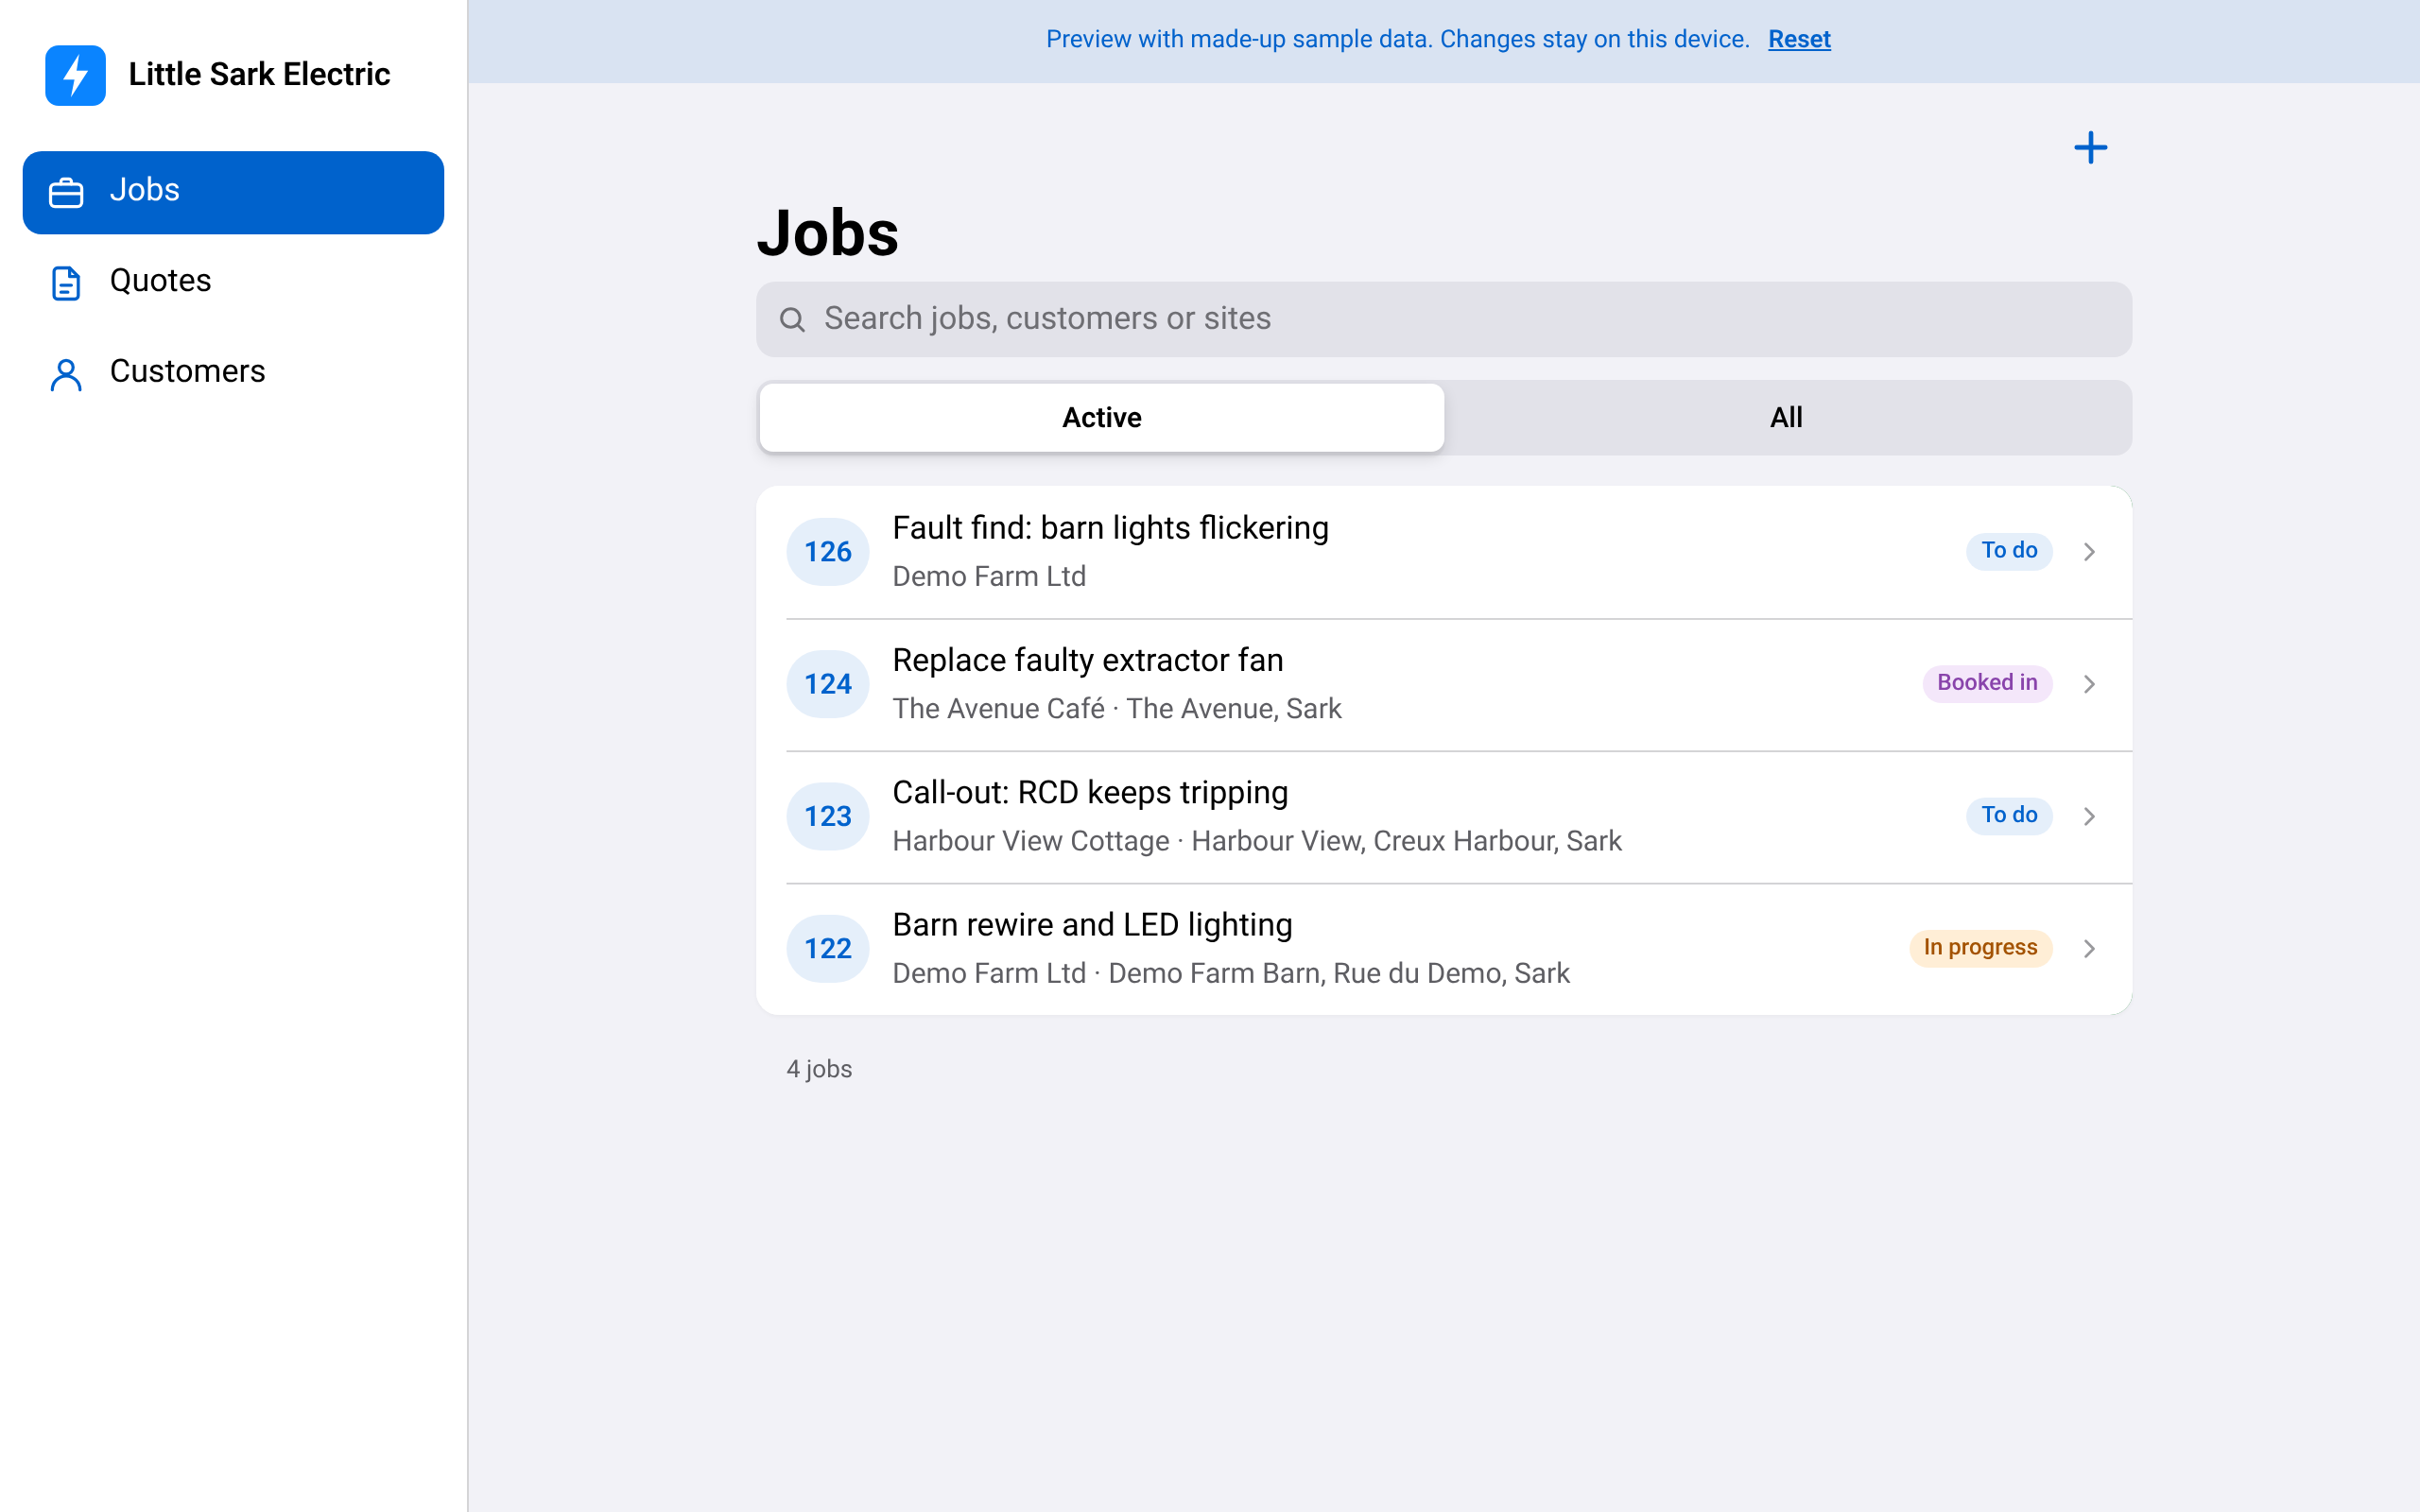 Little Sark Electric
Jobs
Quotes
Customers
Preview with made-up sample data. Changes stay on this device. Reset
Jobs
Search jobs, customers or sites
Active All
126 Fault find: barn lights flickering To do
Demo Farm Ltd
124 Replace faulty extractor fan Booked in
The Avenue Café · The Avenue, Sark
123 Call-out: RCD keeps tripping To do
Harbour View Cottage · Harbour View, Creux Harbour, Sark
122 Barn rewire and LED lighting In progress
Demo Farm Ltd · Demo Farm Barn, Rue du Demo, Sark
4 jobs